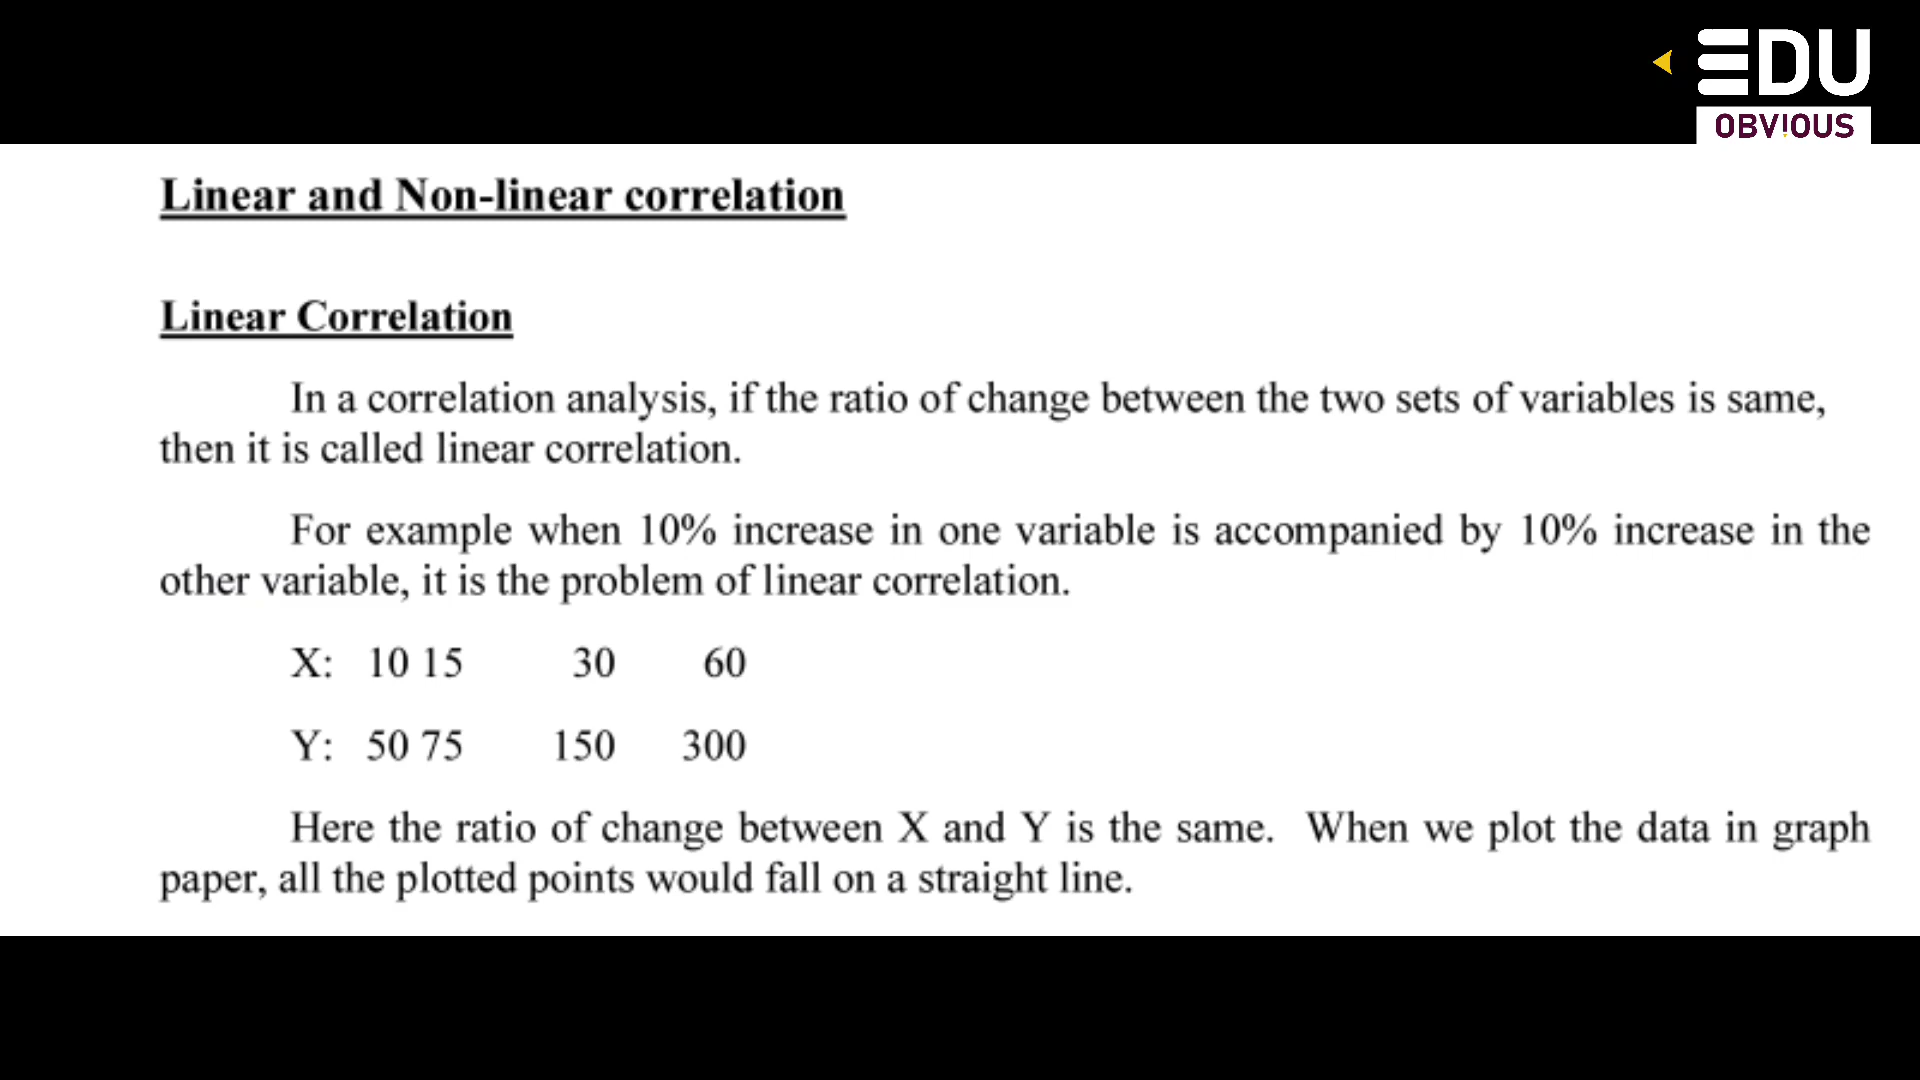 EDU
OBV!OUS
Linear and Non-linear correlation
Linear Correlation
In a correlation analysis, if the ratio of change between the two sets of variables is same,
then it is called linear correlation.
For example when 10% increase in one variable is accompanied by 10% increase in the
other variable, it is the problem of linear correlation.
X: 10 15 30 60
Y: 50 75 150 300
Here the ratio of change between X and Y is the same. When we plot the data in graph
paper, all the plotted points would fall on a straight line.